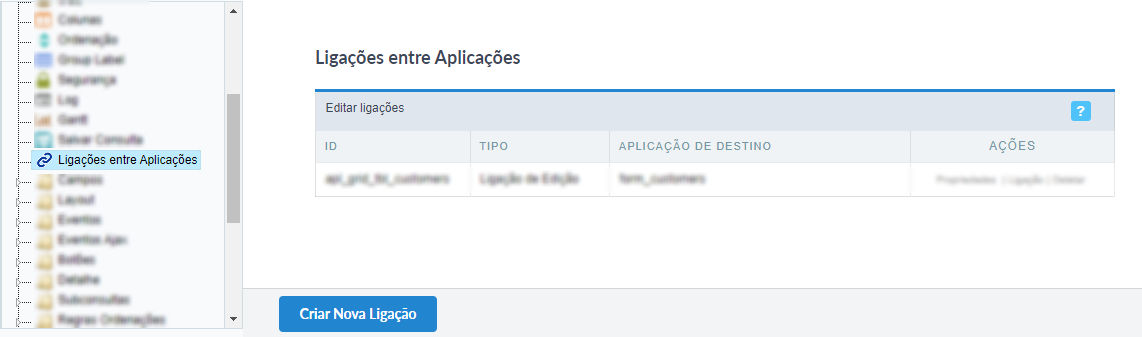 Colunas
Ordenação
Group Label
Segurança
Log
Gantt
Salvar Consulta
Ligações entre Aplicações
Campos
Layout
Eventos
Eventos Ajax
Botões
Detalhe
Subconsultas
Regras Ordenações
Ligações entre Aplicações
Editar ligações
?
ID TIPO APLICAÇÃO DE DESTINO AÇÕES
Ligação de Edição form_customers Propriedades | Ligação | Deletar
Criar Nova Ligação